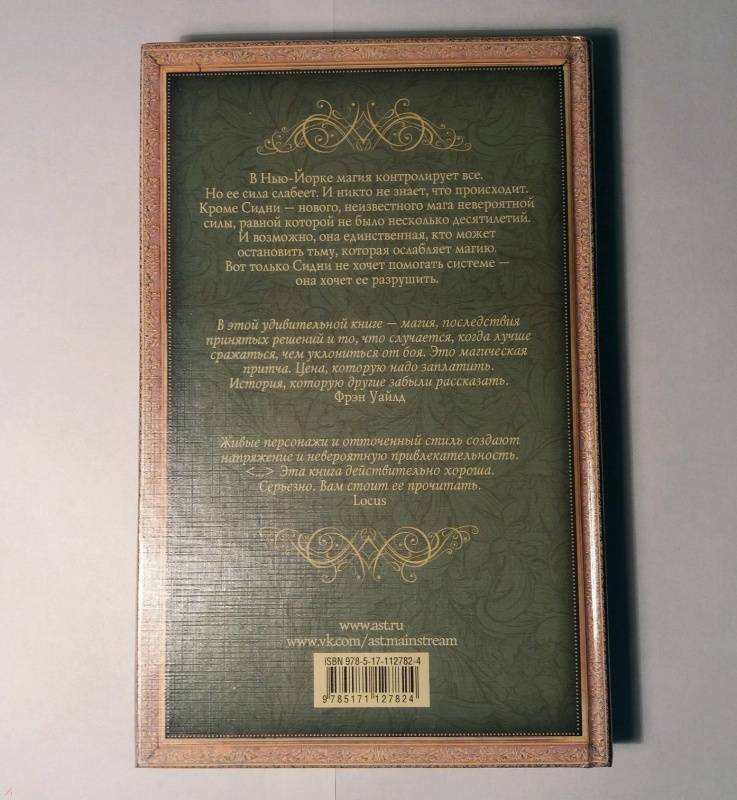 В Нью-Йорке магия контролирует все.
Но ее сила слабеет. И никто не знает, что происходит.
Кроме Сидни — нового, неизвестного мага невероятной
силы, равной которой не было несколько десятилетий.
И возможно, она единственная, кто может
остановить тьму, которая ослабляет магию.
Вот только Сидни не хочет помогать системе —
она хочет ее разрушить.
В этой удивительной книге — магия, последствия
принятых решений и то, что случается, когда лучше
сражаться, чем уклониться от боя. Это магическая
притча. Цена, которую надо заплатить.
История, которую другие забыли рассказать.
Фрэн Уайлд
Живые персонажи и отточенный стиль создают
напряжение и невероятную привлекательность.
<...> Эта книга действительно хороша.
Серьезно. Вам стоит ее прочитать.
Locus
www.ast.ru
www.vk.com/ast.mainstream
ISBN 978-5-17-112782-4
9 785171 127824